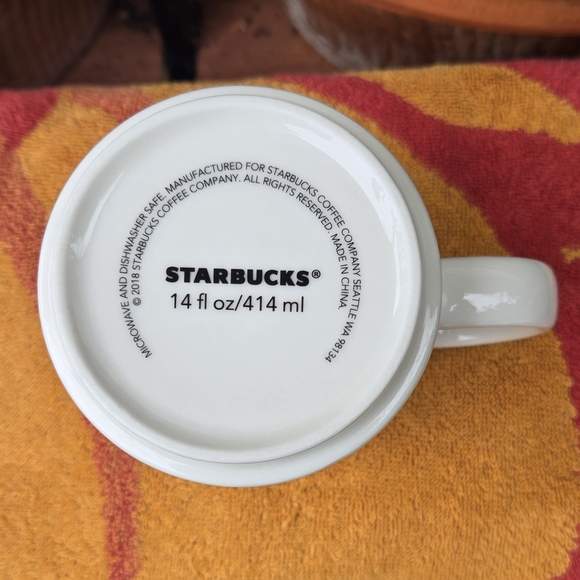 MICROWAVE AND DISHWASHER SAFE. MANUFACTURED FOR STARBUCKS COFFEE COMPANY SEATTLE WA 98134
© 2018 STARBUCKS COFFEE COMPANY. ALL RIGHTS RESERVED. MADE IN CHINA.
STARBUCKS®
14 fl oz/414 ml